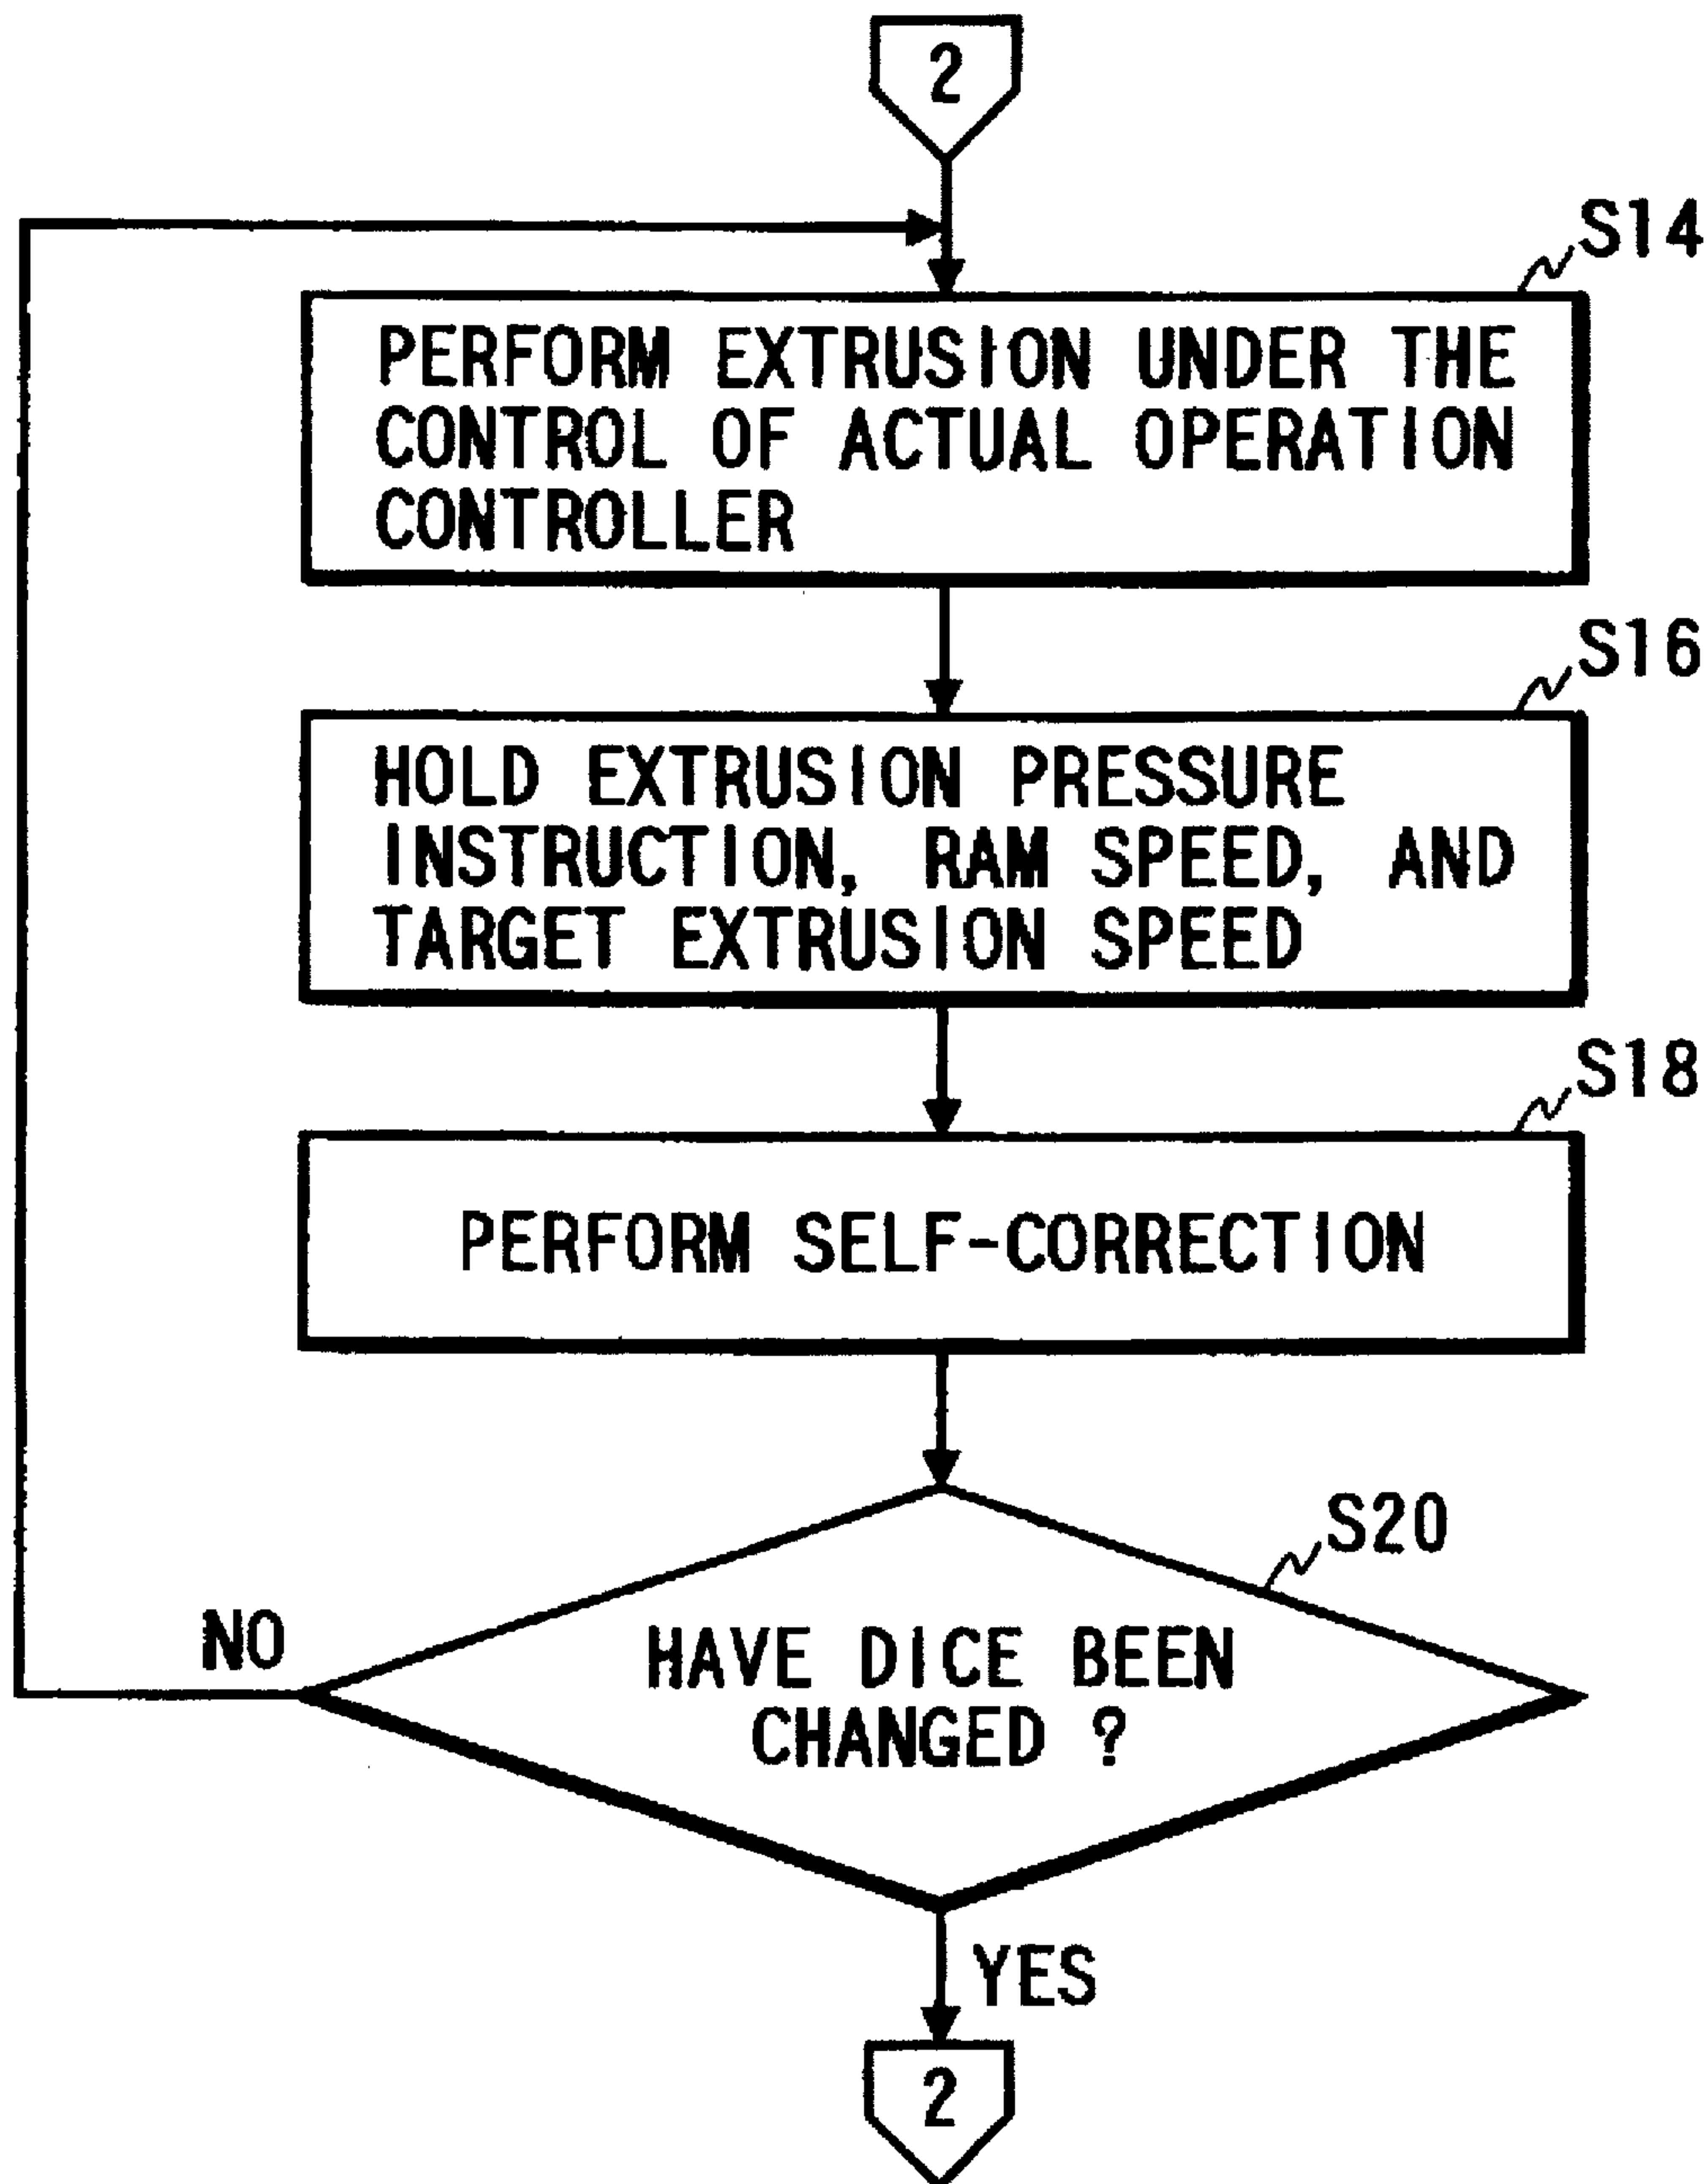 2
S14
PERFORM EXTRUSION UNDER THE
CONTROL OF ACTUAL OPERATION
CONTROLLER
S16
HOLD EXTRUSION PRESSURE
INSTRUCTION, RAM SPEED, AND
TARGET EXTRUSION SPEED
S18
PERFORM SELF-CORRECTION
S20
NO
HAVE DICE BEEN
CHANGED ?
YES
2